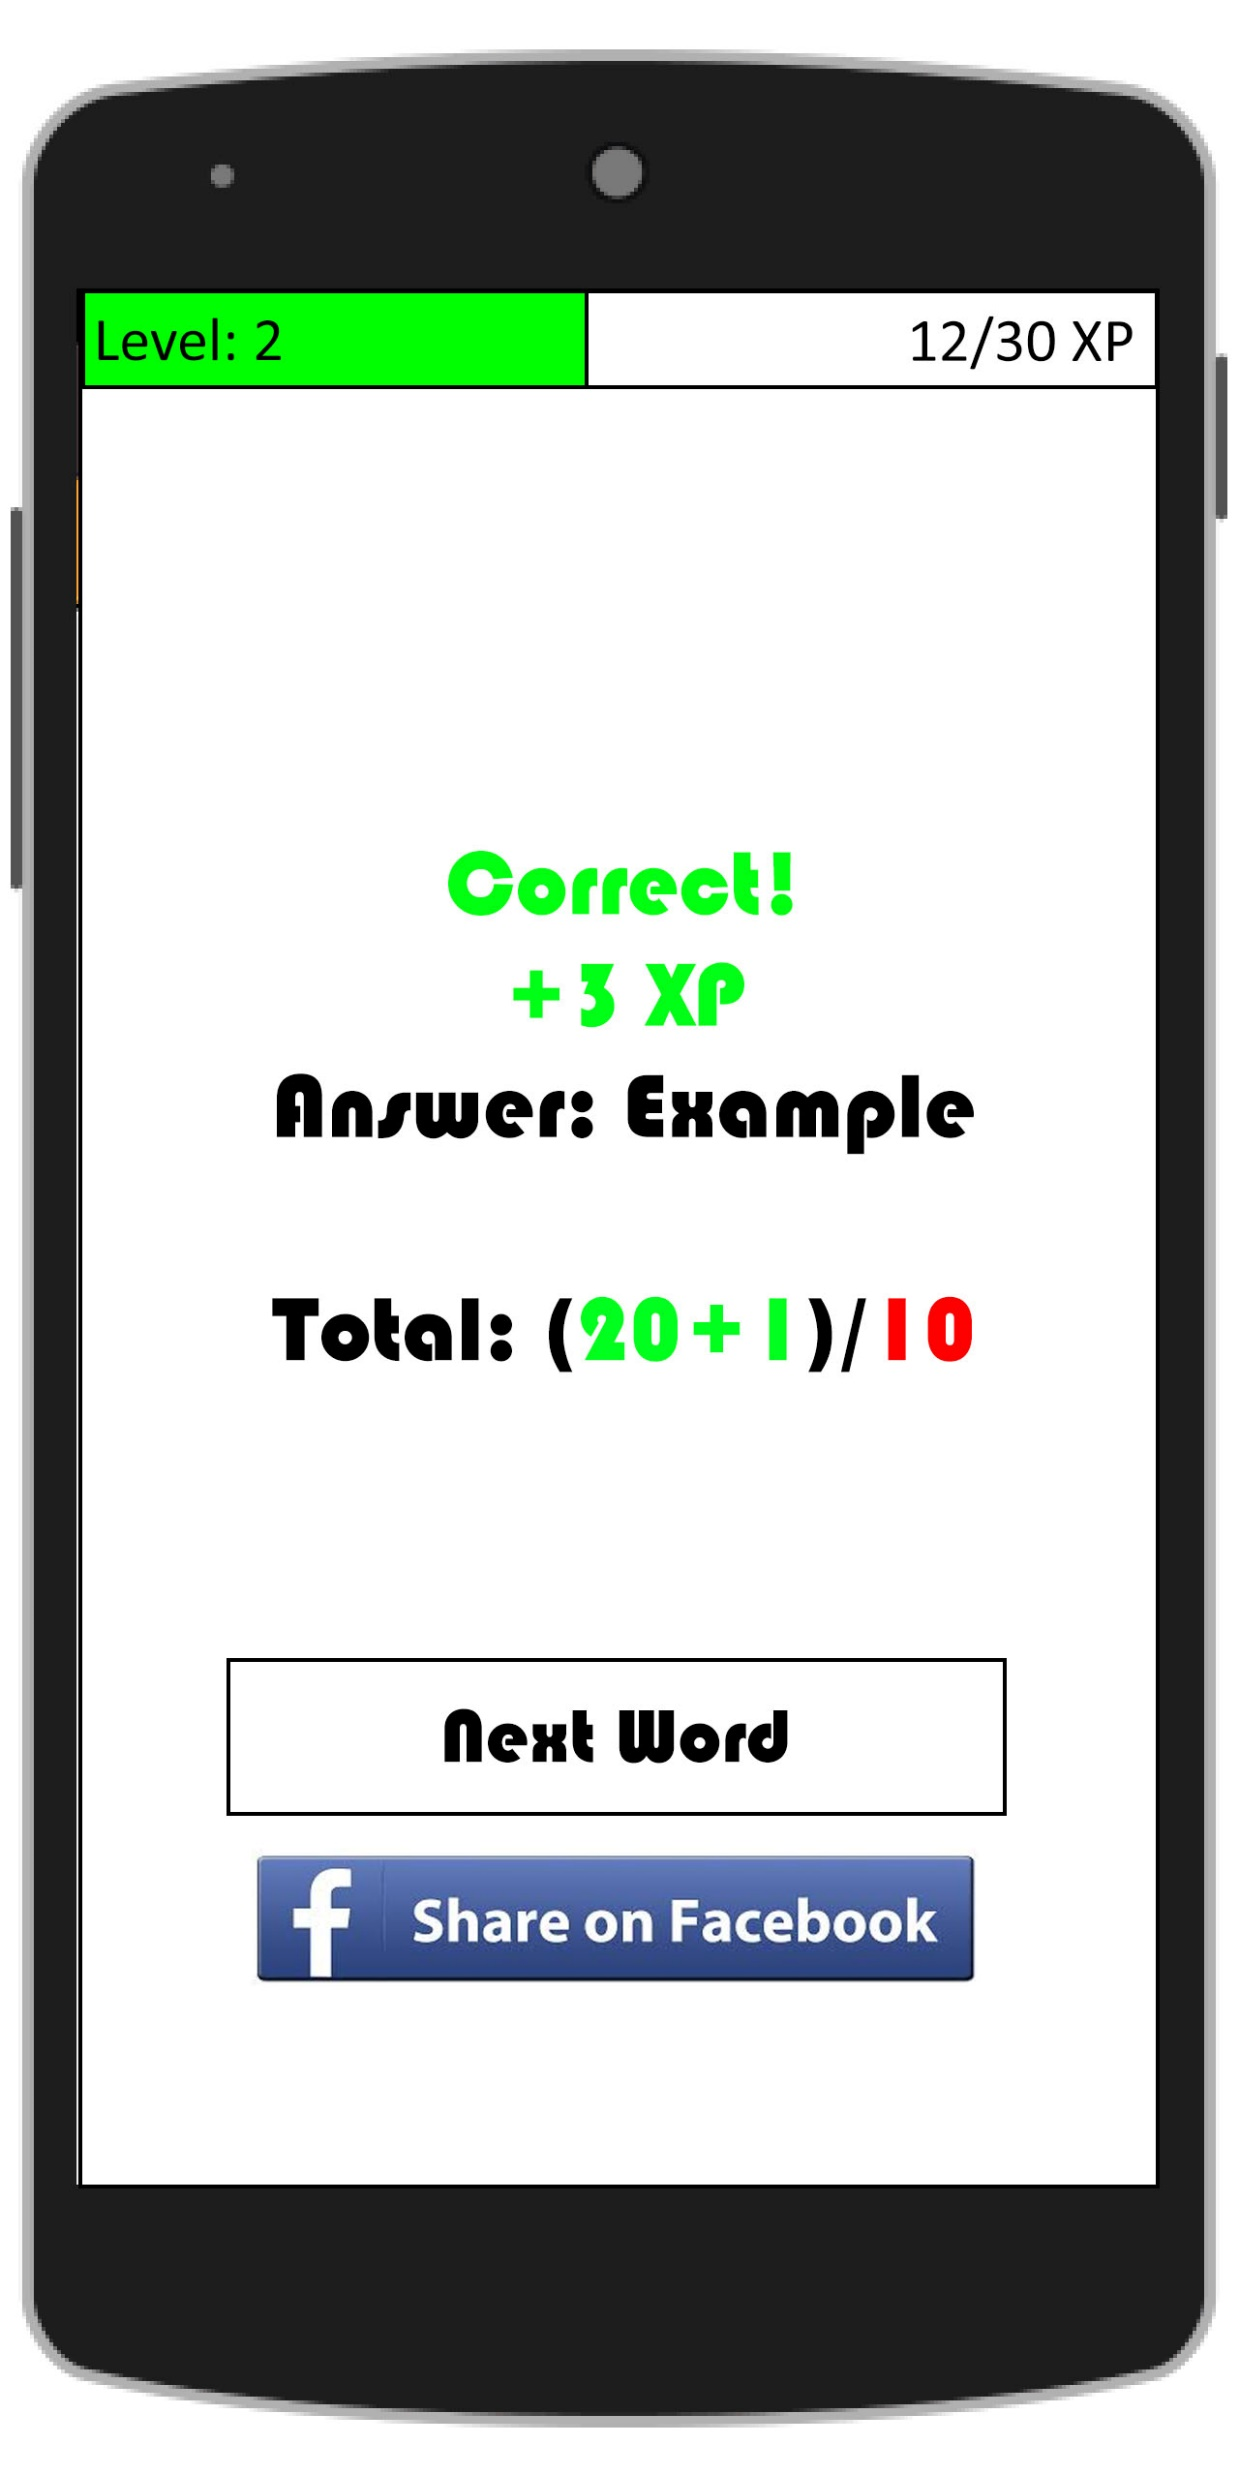 Level: 2 12/30 XP
Correct!
+3 XP
Answer: Example
Total: (20+1)/10
Next Word
f Share on Facebook